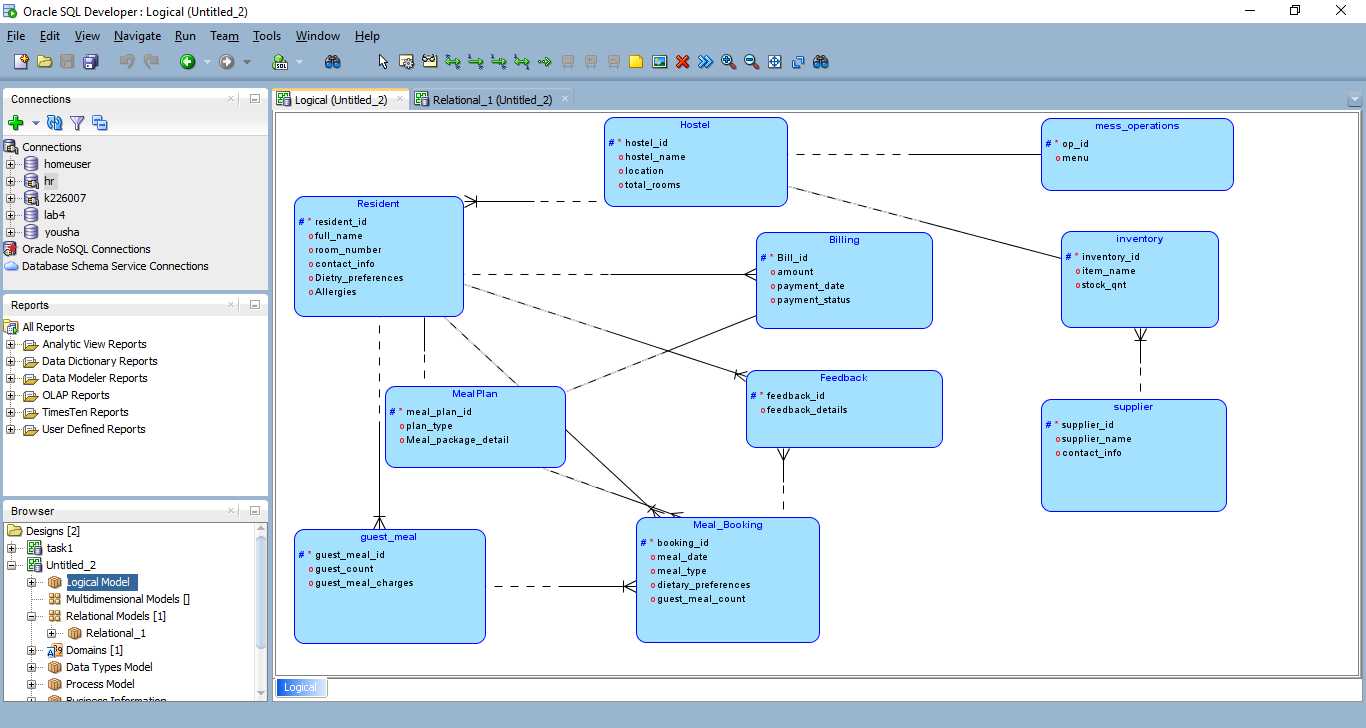 Oracle SQL Developer : Logical (Untitled_2)
File Edit View Navigate Run Team Tools Window Help
Connections
Connections
homeuser
hr
k226007
lab4
yousha
Oracle NoSQL Connections
Database Schema Service Connections
Reports
All Reports
Analytic View Reports
Data Dictionary Reports
Data Modeler Reports
OLAP Reports
TimesTen Reports
User Defined Reports
Browser
Designs [2]
task1
Untitled_2
Logical Model
Multidimensional Models []
Relational Models [1]
Relational_1
Domains [1]
Data Types Model
Process Model
Business Information
Logical (Untitled_2) Relational_1 (Untitled_2)
Hostel
# * hostel_id
o hostel_name
o location
o total_rooms
mess_operations
# * op_id
o menu
Resident
# * resident_id
o full_name
o room_number
o contact_info
o Dietry_preferences
o Allergies
Billing
# * Bill_id
o amount
o payment_date
o payment_status
inventory
# * inventory_id
o item_name
o stock_qnt
MealPlan
# * meal_plan_id
o plan_type
o Meal_package_detail
Feedback
# * feedback_id
o feedback_details
supplier
# * supplier_id
o supplier_name
o contact_info
guest_meal
# * guest_meal_id
o guest_count
o guest_meal_charges
Meal_Booking
# * booking_id
o meal_date
o meal_type
o dietary_preferences
o guest_meal_count
Logical